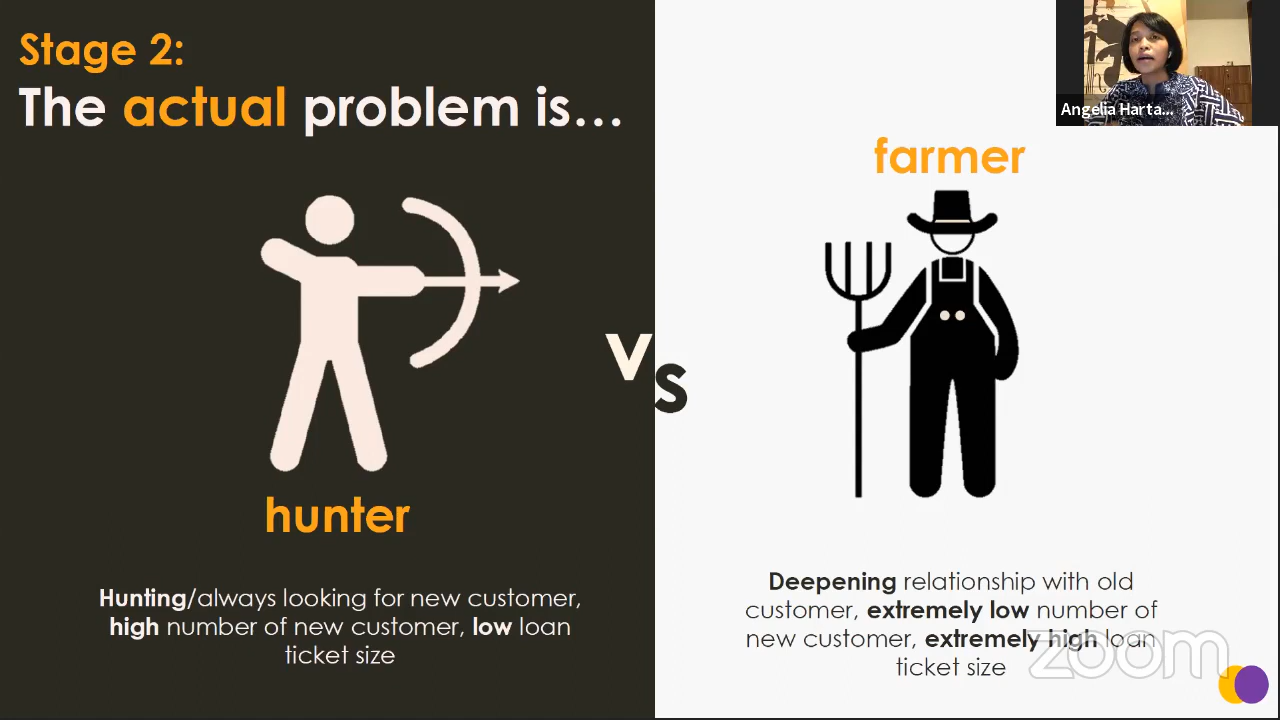 Stage 2:
The actual problem is...
Angelia Harta...
farmer
vs
hunter
Hunting/always looking for new customer,
high number of new customer, low loan
ticket size
Deepening relationship with old
customer, extremely low number of
new customer, extremely high loan
ticket size
zoom